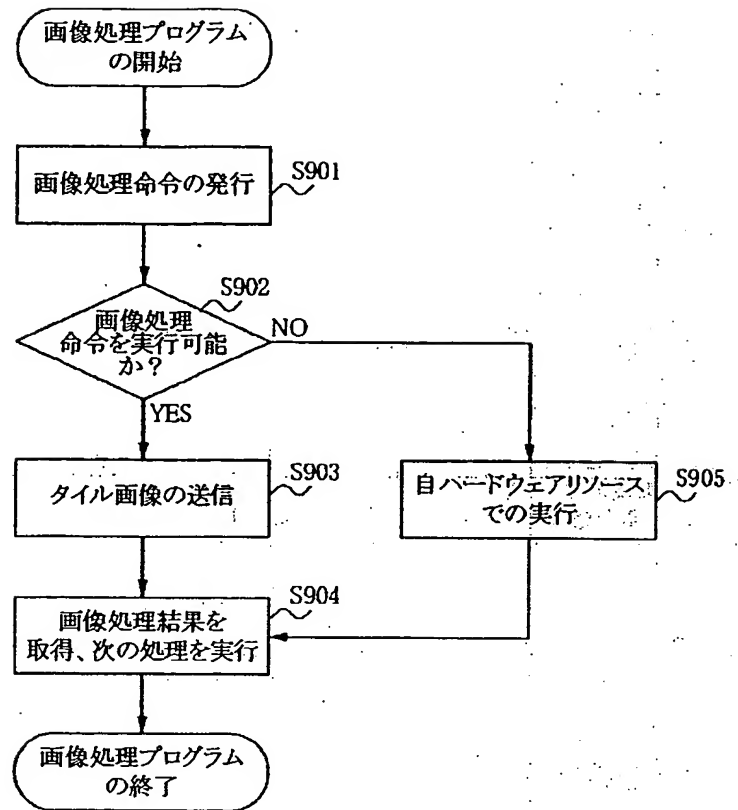 画像処理プログラム
の開始
画像処理命令の発行
S901
S902
画像処理
命令を実行可能
か?
NO
YES
タイル画像の送信
S903
自ハードウェアリソース
での実行
S905
S904
画像処理結果を
取得、次の処理を実行
画像処理プログラム
の終了